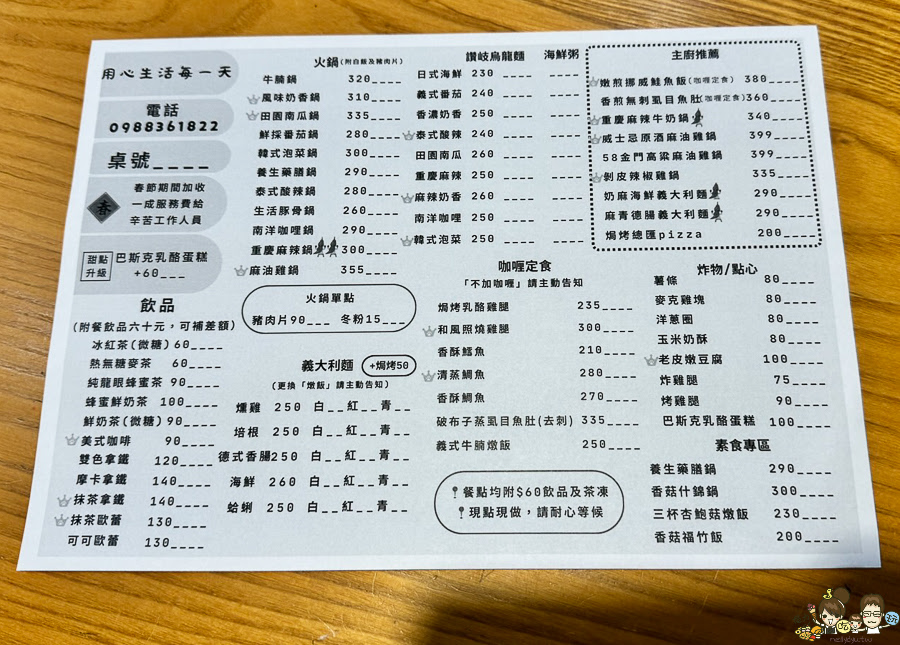 用心生活每一天
電話
0988361822
桌號____
春
春節期間加收
一成服務費給
辛苦工作人員
甜點
升級
巴斯克乳酪蛋糕
+60___
飲品
(附餐飲品六十元，可補差額)
冰紅茶(微糖) 60____
熱無糖麥茶 60____
純龍眼蜂蜜茶 90____
蜂蜜鮮奶茶 100____
鮮奶茶(微糖) 90____
美式咖啡 90____
雙色拿鐵 120____
摩卡拿鐵 140____
抹茶拿鐵 140____
抹茶歐蕾 130____
可可歐蕾 130____
火鍋(附白飯及豬肉片)
牛腩鍋 320____
風味奶香鍋 310____
田園南瓜鍋 335____
鮮採番茄鍋 280____
韓式泡菜鍋 300____
養生藥膳鍋 290____
泰式酸辣鍋 280____
生活豚骨鍋 260____
南洋咖哩鍋 290____
重慶麻辣鍋 300____
麻油雞鍋 355____
火鍋單點
豬肉片90___ 冬粉15___
義大利麵 +焗烤50
(更換「燉飯」請主動告知)
燻雞 250 白__紅__青__
培根 250 白__紅__青__
德式香腸250 白__紅__青__
海鮮 260 白__紅__青__
蛤蜊 250 白__紅__青__
讚岐烏龍麵 海鮮粥
日式海鮮 230 ____ ____
義式番茄 240 ____ ____
香濃奶香 250 ____ ____
泰式酸辣 240 ____ ____
田園南瓜 260 ____ ____
重慶麻辣 250 ____ ____
麻辣奶香 260 ____ ____
南洋咖哩 250 ____ ____
韓式泡菜 250 ____ ____
咖哩定食
「不加咖哩」請主動告知
焗烤乳酪雞腿 235____
和風照燒雞腿 300____
香酥鱈魚 210____
清蒸鯛魚 280____
香酥鯛魚 270____
破布子蒸虱目魚肚(去刺) 335____
義式牛腩燉飯 250____
餐點均附$60飲品及茶凍
現點現做，請耐心等候
主廚推薦
嫩煎挪威鮭魚飯(咖哩定食) 380____
香煎無刺虱目魚肚(咖哩定食)360____
重慶麻辣牛奶鍋 340____
威士忌原酒麻油雞鍋 399____
58金門高粱麻油雞鍋 399____
剝皮辣椒雞鍋 335____
奶麻海鮮義大利麵 290____
麻青德腸義大利麵 290____
焗烤總匯pizza 200____
炸物/點心
薯條 80____
麥克雞塊 80____
洋蔥圈 80____
玉米奶酥 80____
老皮嫩豆腐 100____
炸雞腿 75____
烤雞腿 90____
巴斯克乳酪蛋糕 100____
素食專區
養生藥膳鍋 290____
香菇什錦鍋 300____
三杯杏鮑菇燉飯 230____
香菇福竹飯 200____